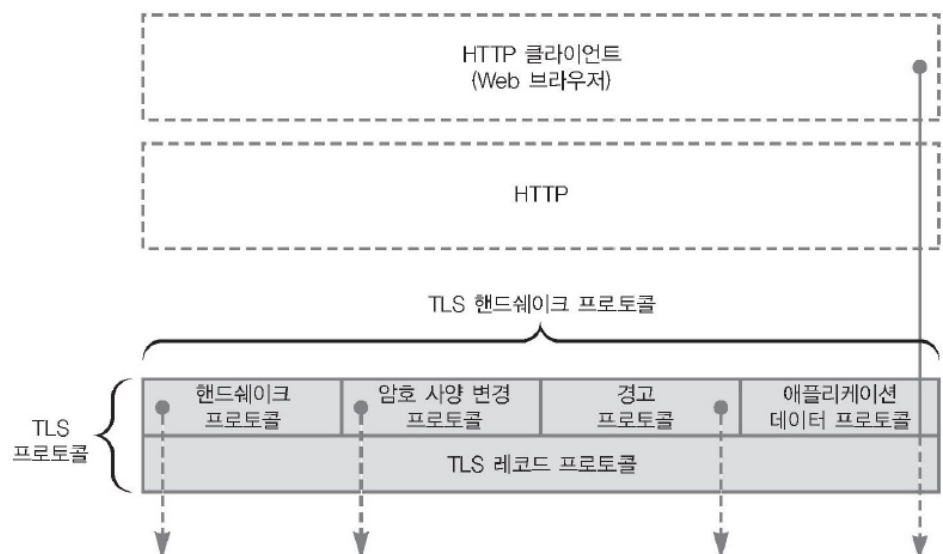 HTTP 클라이언트
(Web 브라우저)
HTTP
TLS 핸드쉐이크 프로토콜
핸드쉐이크
프로토콜
암호 사양 변경
프로토콜
경고
프로토콜
애플리케이션
데이터 프로토콜
TLS
프로토콜
TLS 레코드 프로토콜